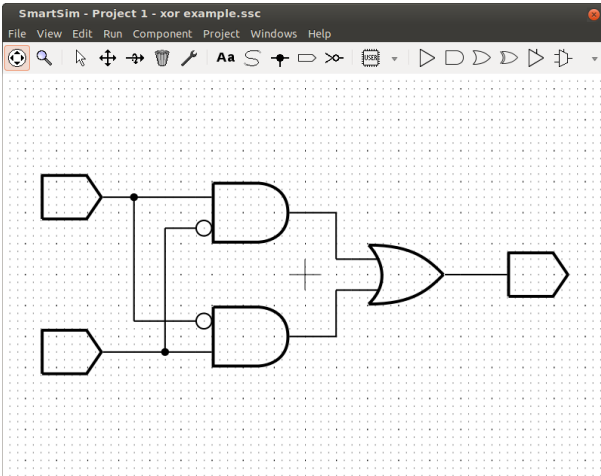 SmartSim - Project 1 - xor example.ssc
File View Edit Run Component Project Windows Help
Aa USER